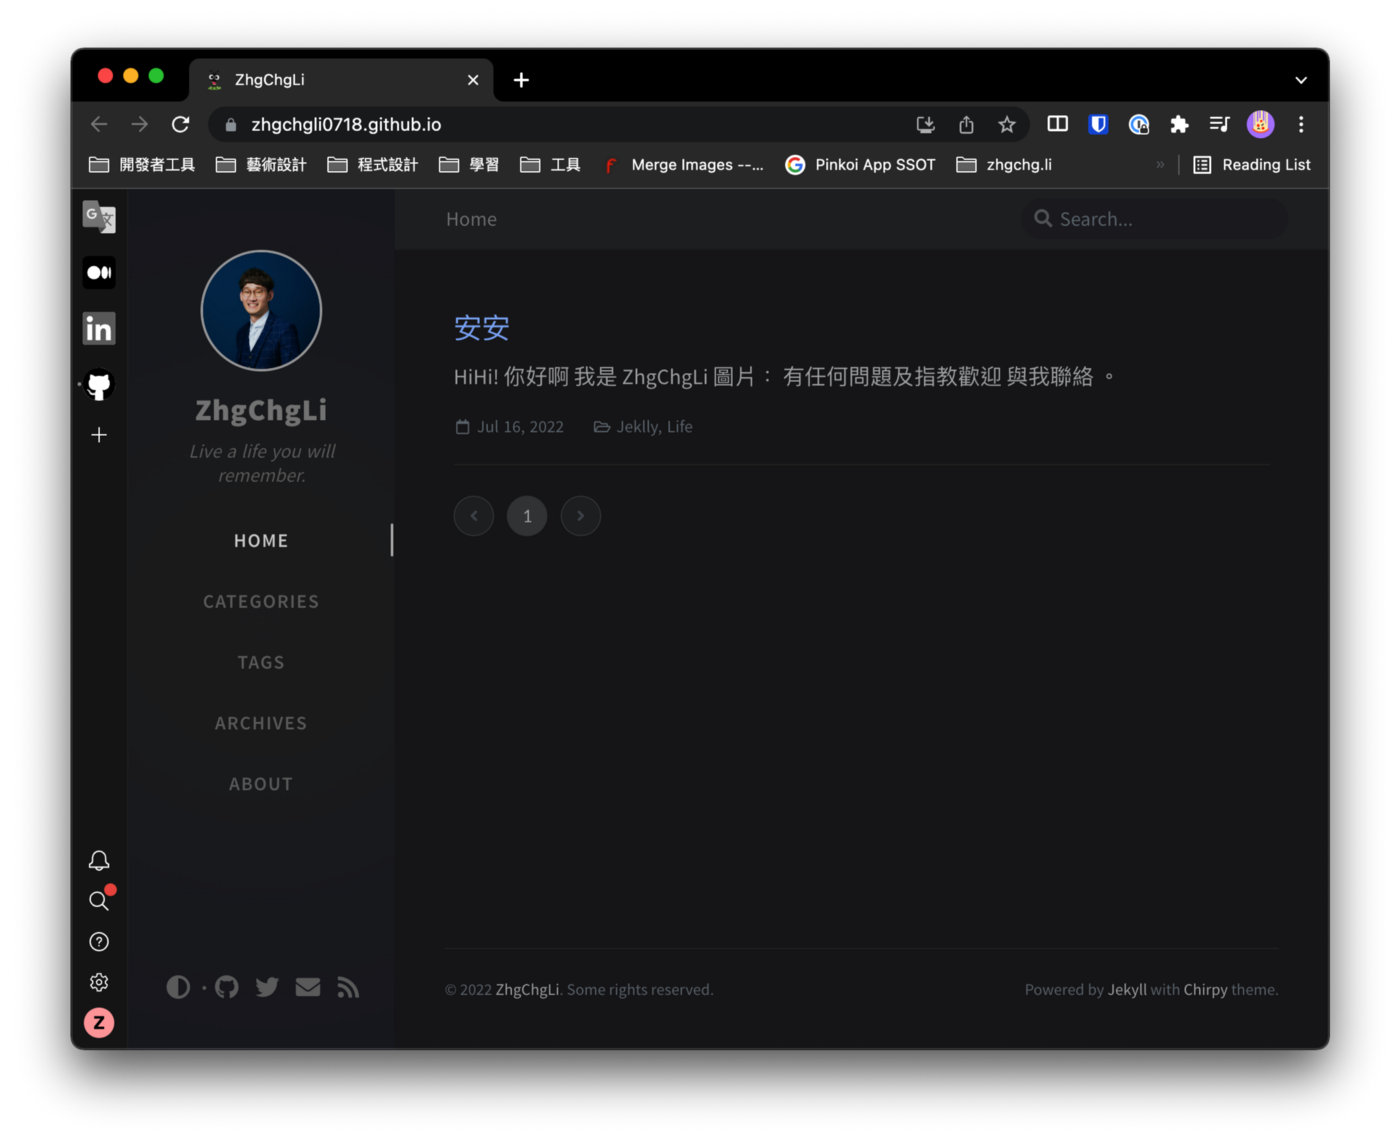 ZhgChgLi
zhgchgli0718.github.io
開發者工具 藝術設計 程式設計 學習 工具 Merge Images --... Pinkoi App SSOT zhgchg.li » Reading List
Home Search...
ZhgChgLi
Live a life you will
remember.
HOME
CATEGORIES
TAGS
ARCHIVES
ABOUT
安安
HiHi! 你好啊 我是 ZhgChgLi 圖片： 有任何問題及指教歡迎 與我聯絡 。
Jul 16, 2022 Jeklly, Life
1
© 2022 ZhgChgLi. Some rights reserved. Powered by Jekyll with Chirpy theme.
Z